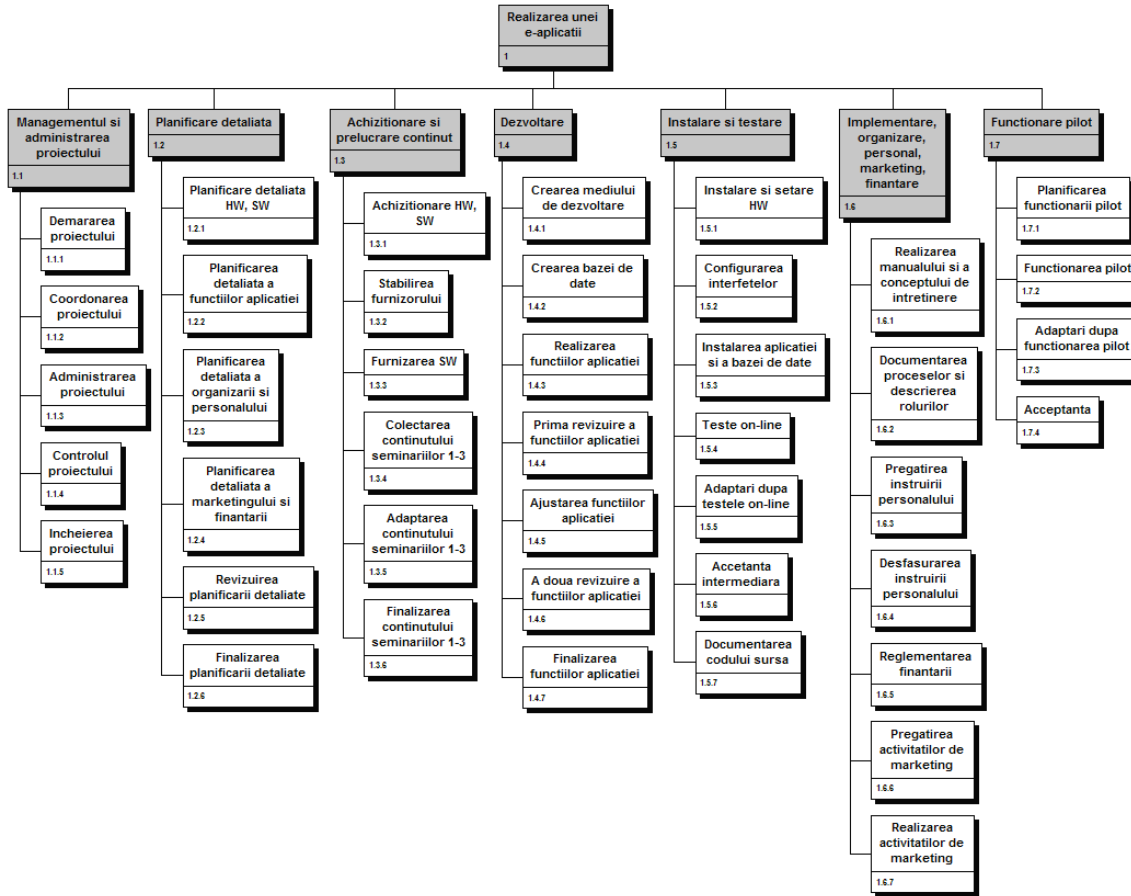 Realizarea unei
e-aplicatii
1
Managementul si
administrarea
proiectului
1.1
Demararea
proiectului
1.1.1
Coordonarea
proiectului
1.1.2
Administrarea
proiectului
1.1.3
Controlul
proiectului
1.1.4
Incheierea
proiectului
1.1.5
Planificare detaliata
1.2
Planificare detaliata
HW, SW
1.2.1
Planificarea
detaliata a
functiilor aplicatiei
1.2.2
Planificarea
detaliata a
organizarii si
personalului
1.2.3
Planificarea
detaliata a
marketingului si
finantarii
1.2.4
Revizuirea
planificarii detaliate
1.2.5
Finalizarea
planificarii detaliate
1.2.6
Achizitionare si
prelucrare continut
1.3
Achizitionare HW,
SW
1.3.1
Stabilirea
furnizorului
1.3.2
Furnizarea SW
1.3.3
Colectarea
continutului
seminariilor 1-3
1.3.4
Adaptarea
continutului
seminariilor 1-3
1.3.5
Finalizarea
continutului
seminariilor 1-3
1.3.6
Dezvoltare
1.4
Crearea mediului
de dezvoltare
1.4.1
Crearea bazei de
date
1.4.2
Realizarea
functiilor aplicatiei
1.4.3
Prima revizuire a
functiilor aplicatiei
1.4.4
Ajustarea functiilor
aplicatiei
1.4.5
A doua revizuire a
functiilor aplicatiei
1.4.6
Finalizarea
functiilor aplicatiei
1.4.7
Instalare si testare
1.5
Instalare si setare
HW
1.5.1
Configurarea
interfetelor
1.5.2
Instalarea aplicatiei
si a bazei de date
1.5.3
Teste on-line
1.5.4
Adaptari dupa
testele on-line
1.5.5
Accetanta
intermediara
1.5.6
Documentarea
codului sursa
1.5.7
Implementare,
organizare,
personal,
marketing,
finantare
1.6
Realizarea
manualului si a
conceptului de
intretinere
1.6.1
Documentarea
proceselor si
descrierea
rolurilor
1.6.2
Pregatirea
instruirii
personalului
1.6.3
Desfasurarea
instruirii
personalului
1.6.4
Reglementarea
finantarii
1.6.5
Pregatirea
activitatilor de
marketing
1.6.6
Realizarea
activitatilor de
marketing
1.6.7
Functionare pilot
1.7
Planificarea
functionarii pilot
1.7.1
Functionarea pilot
1.7.2
Adaptari dupa
functionarea pilot
1.7.3
Acceptanta
1.7.4